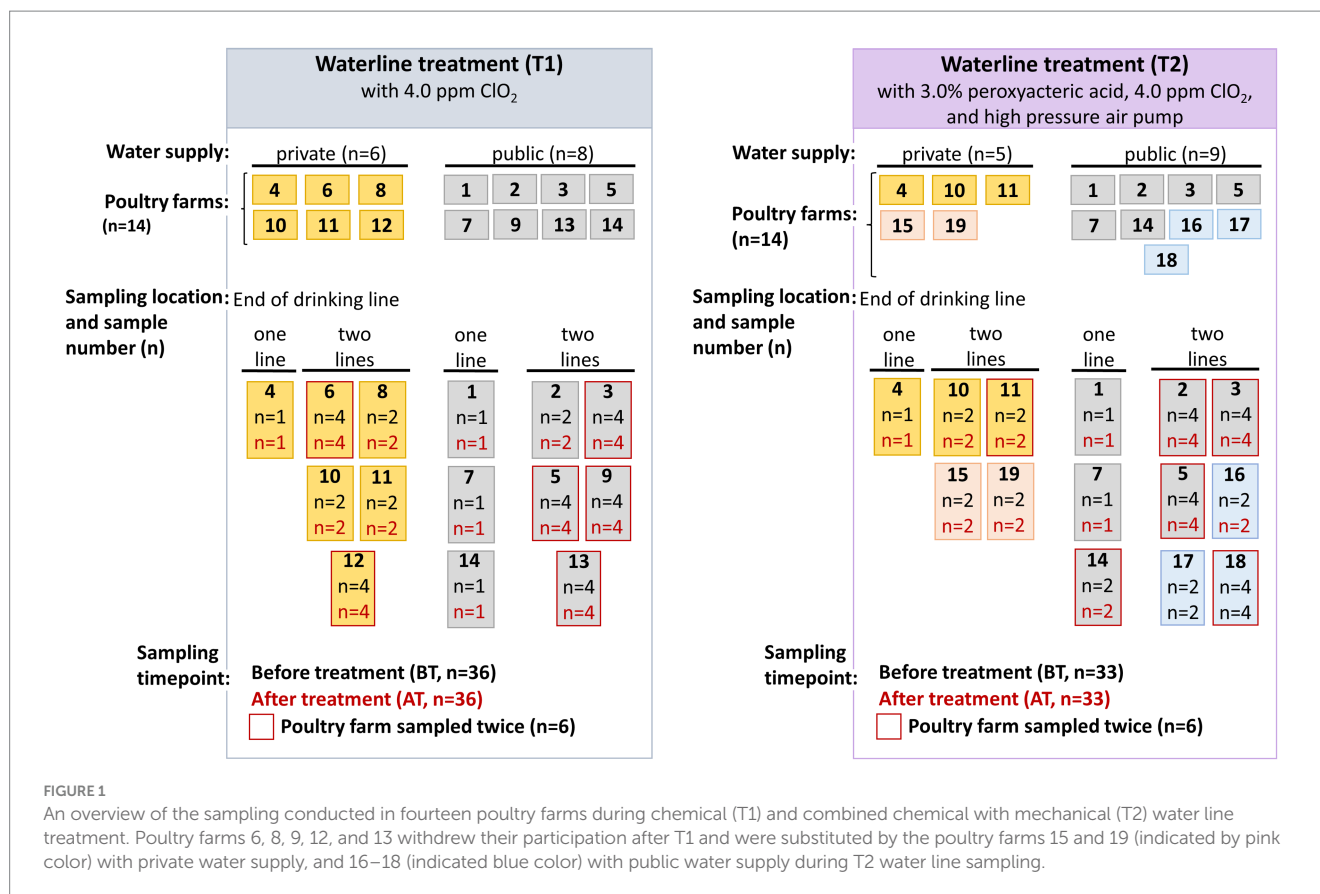 Waterline treatment (T1)
with 4.0 ppm ClO₂
Water supply:
private (n=6)
public (n=8)
Poultry farms:
(n=14)
4 6 8
10 11 12
1 2 3 5
7 9 13 14
Sampling location:
and sample
number (n)
End of drinking line
one
line
two
lines
one
line
two
lines
4
n=1
n=1
6
n=4
n=4
8
n=2
n=2
10
n=2
n=2
11
n=2
n=2
12
n=4
n=4
1
n=1
n=1
7
n=1
n=1
14
n=1
n=1
2
n=2
n=2
3
n=4
n=4
5
n=4
n=4
9
n=4
n=4
13
n=4
n=4
Sampling
timepoint:
Before treatment (BT, n=36)
After treatment (AT, n=36)
Poultry farm sampled twice (n=6)
Waterline treatment (T2)
with 3.0% peroxyacteric acid, 4.0 ppm ClO₂,
and high pressure air pump
Water supply:
private (n=5)
public (n=9)
Poultry farms:
(n=14)
4 10 11
15 19
1 2 3 5
7 14 16 17
18
Sampling location:
and sample
number (n)
End of drinking line
one
line
two
lines
one
line
two
lines
4
n=1
n=1
10
n=2
n=2
11
n=2
n=2
15
n=2
n=2
19
n=2
n=2
1
n=1
n=1
7
n=1
n=1
14
n=2
n=2
2
n=4
n=4
3
n=4
n=4
5
n=4
n=4
16
n=2
n=2
17
n=2
n=2
18
n=4
n=4
Sampling
timepoint:
Before treatment (BT, n=33)
After treatment (AT, n=33)
Poultry farm sampled twice (n=6)
FIGURE 1
An overview of the sampling conducted in fourteen poultry farms during chemical (T1) and combined chemical with mechanical (T2) water line
treatment. Poultry farms 6, 8, 9, 12, and 13 withdrew their participation after T1 and were substituted by the poultry farms 15 and 19 (indicated by pink
color) with private water supply, and 16–18 (indicated blue color) with public water supply during T2 water line sampling.